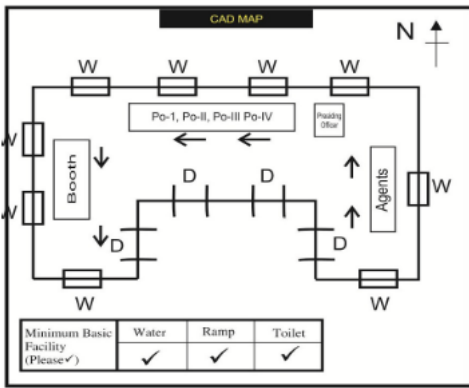 CAD MAP
N
W W W W
Po-1, Po-II, Po-III Po-IV
Presiding
Officer
W
Booth
Agents
W
W
D D
D D
W W
Minimum Basic Facility (Please✓) Water Ramp Toilet
✓ ✓ ✓